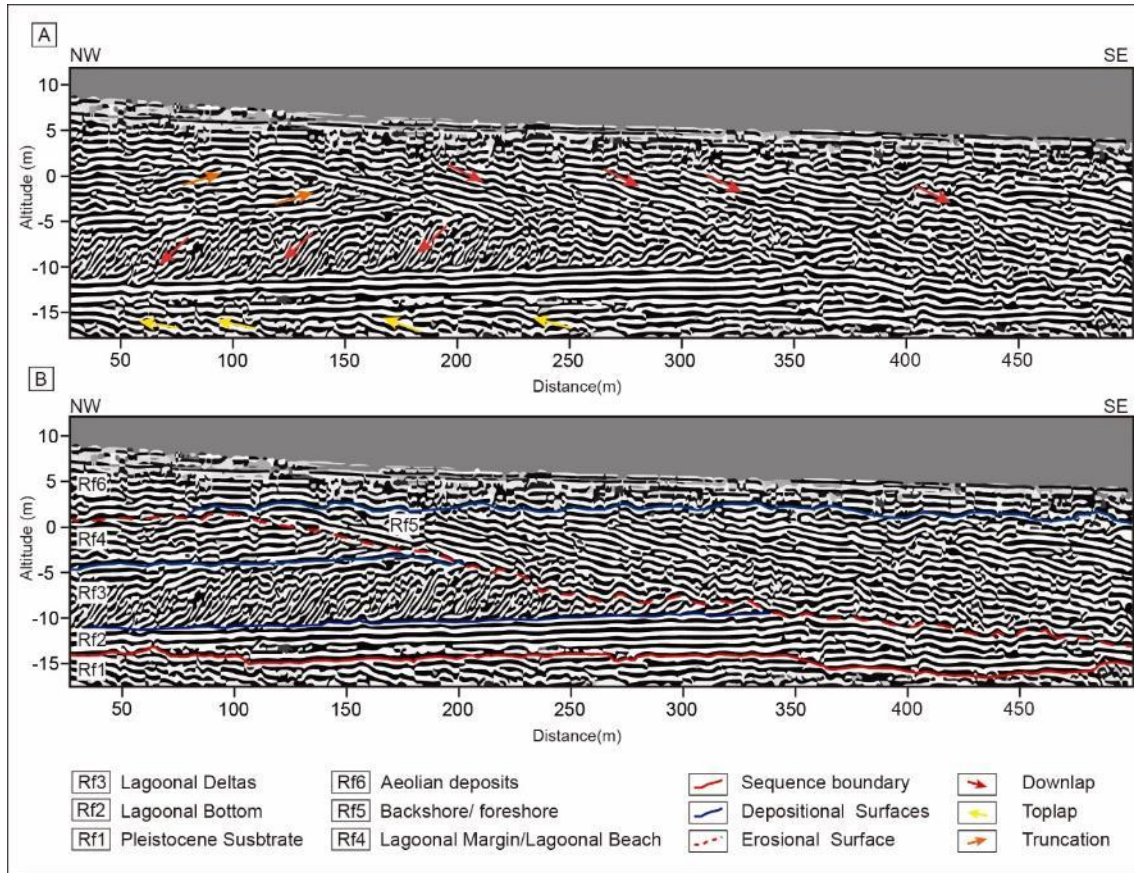 A
NW
SE
10
5
0
-5
-10
-15
Altitude (m)
50 100 150 200 250 300 350 400 450
Distance(m)
B
NW
SE
10
5
0
-5
-10
-15
Altitude (m)
Rf6
Rf5
Rf4
Rf3
Rf2
Rf1
50 100 150 200 250 300 350 400 450
Distance(m)
Rf3 Lagoonal Deltas Rf6 Aeolian deposits Sequence boundary Downlap
Rf2 Lagoonal Bottom Rf5 Backshore/ foreshore Depositional Surfaces Toplap
Rf1 Pleistocene Susbtrate Rf4 Lagoonal Margin/Lagoonal Beach Erosional Surface Truncation